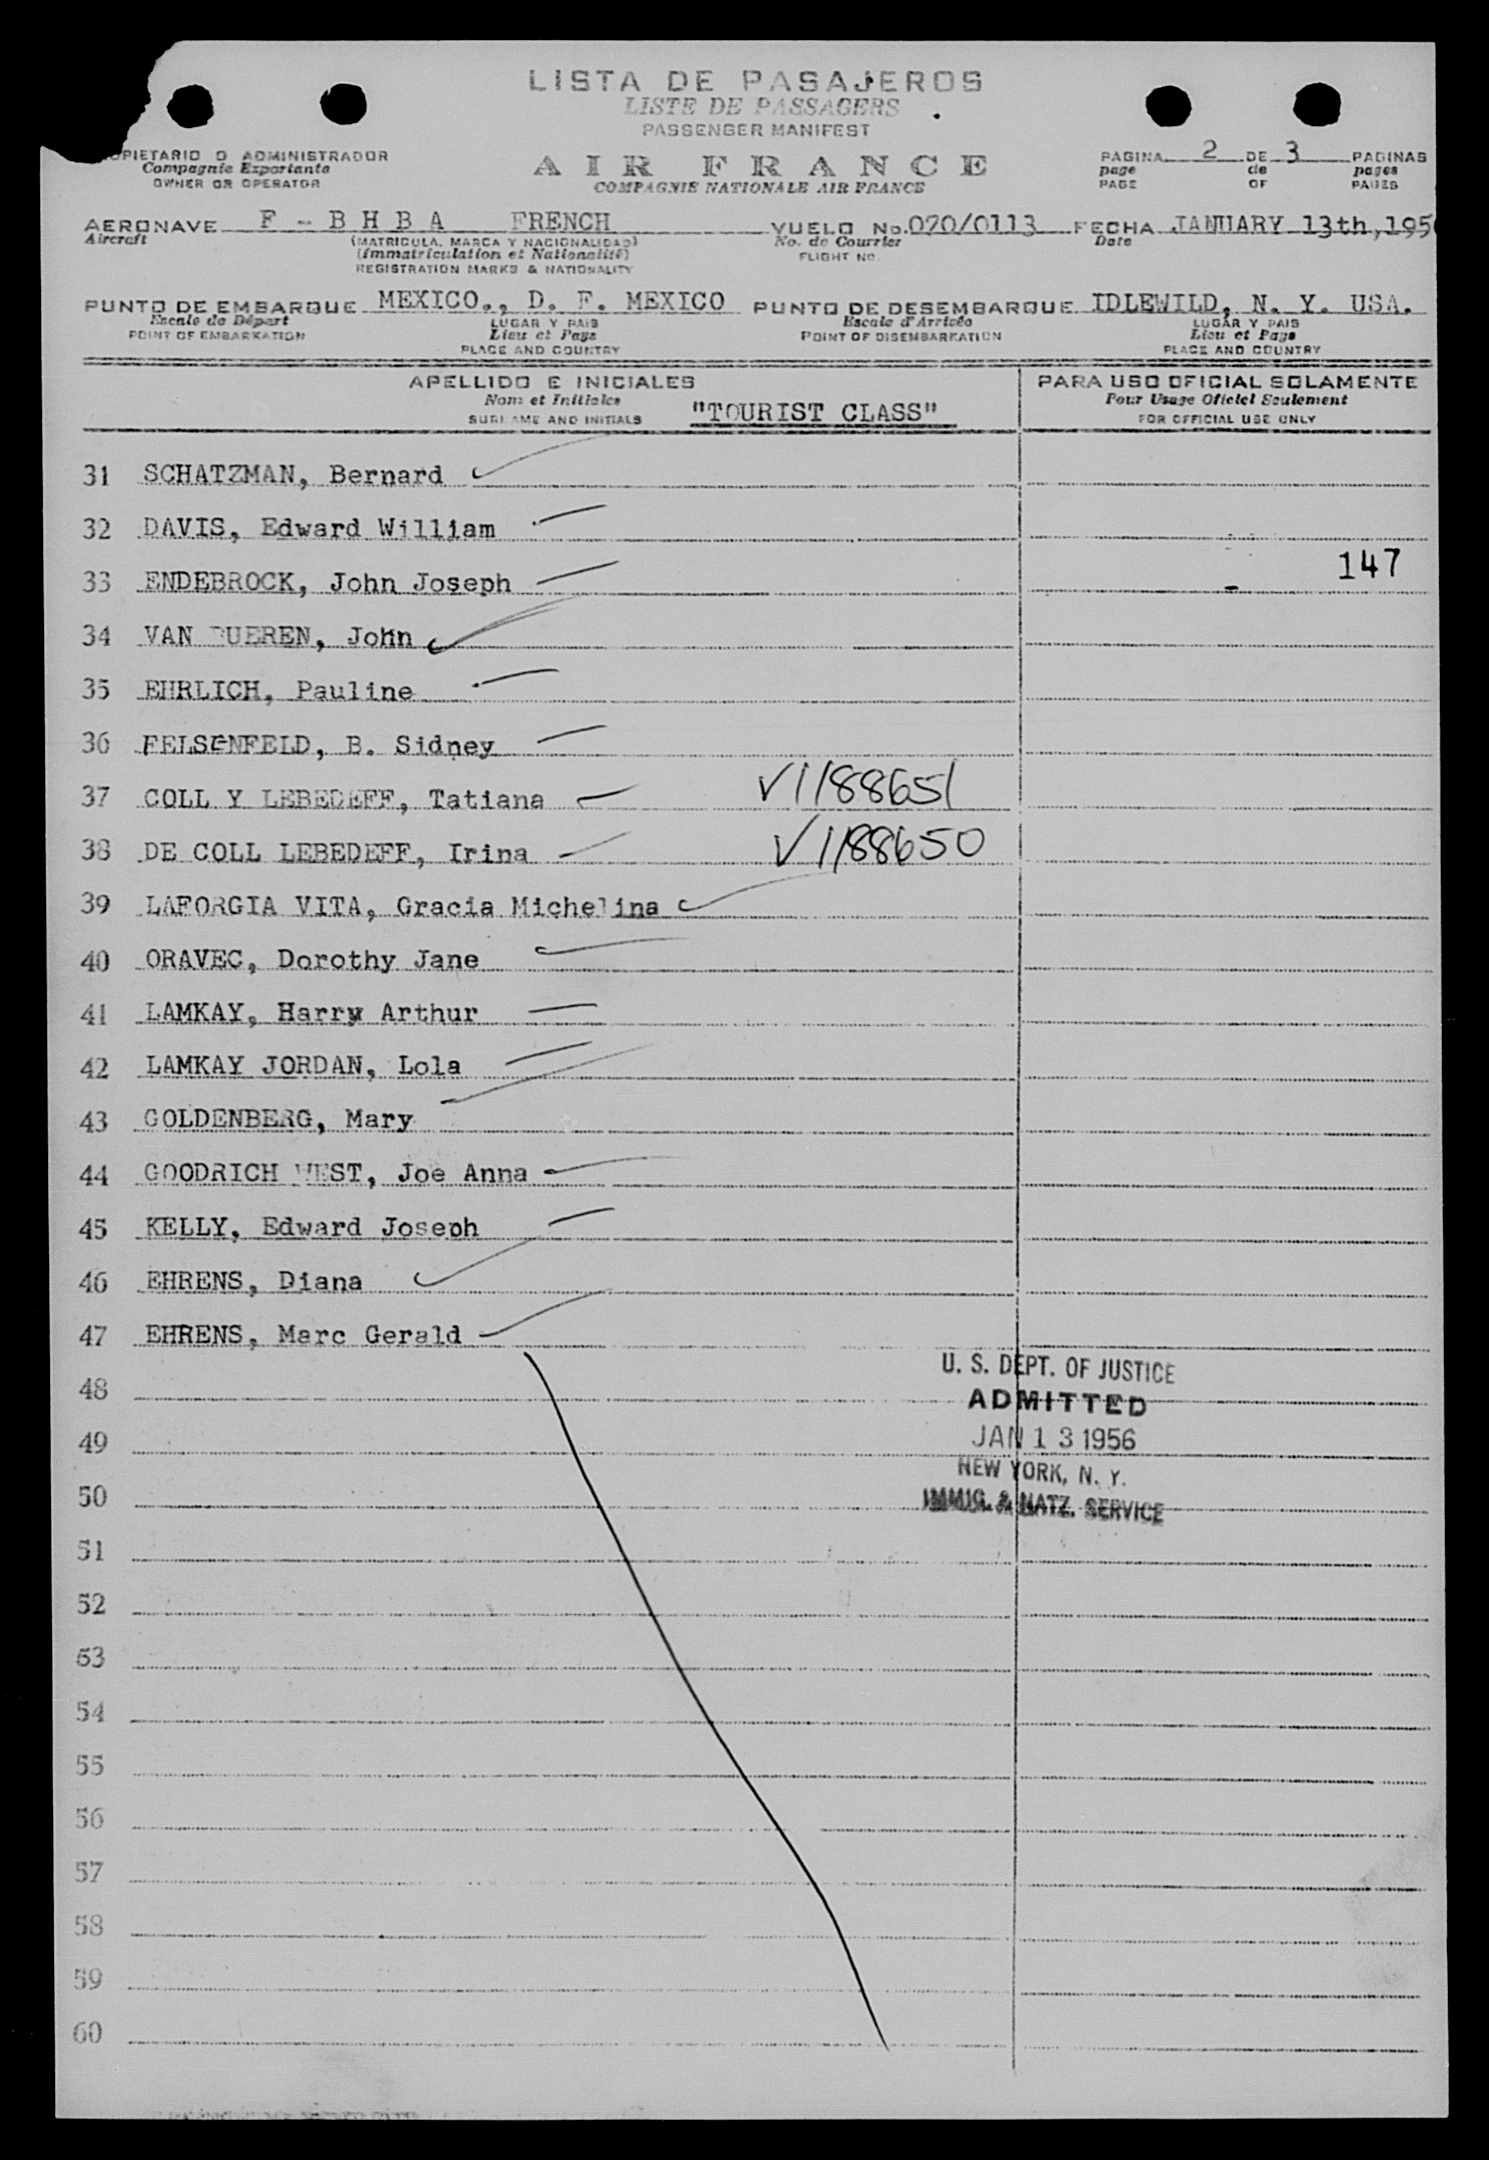 LISTA DE PASAJEROS
LISTE DE PASSAGERS
PASSENGER MANIFEST
OPIETARIO O ADMINISTRADOR
Compagnie Exportante
OWNER OR OPERATOR
AIR FRANCE
COMPAGNIE NATIONALE AIR FRANCE
PAGINA 2 DE 3 PAGINAS
page de pages
PAGE OF PAGES
AERONAVE F - B H B A FRENCH VUELO No. 070/0113 FECHA JANUARY 13th, 195
Aircraft (MATRICULA, MARCA Y NACIONALIDAD) No. de Courrier Date
(Immatriculation et Nationalité) FLIGHT NO.
REGISTRATION MARKS & NATIONALITY
PUNTO DE EMBARQUE MEXICO., D. F. MEXICO PUNTO DE DESEMBARQUE IDLEWILD, N. Y. USA.
Escale de Départ LUGAR Y PAIS Escale d'Arrivée LUGAR Y PAIS
POINT OF EMBARKATION Lieu et Pays POINT OF DISEMBARKATION Lieu et Pays
PLACE AND COUNTRY PLACE AND COUNTRY
APELLIDO E INICIALES PARA USO OFICIAL SOLAMENTE
Nom et Initiales Pour Usage Oficiel Seulement
SURNAME AND INITIALS "TOURIST CLASS" FOR OFFICIAL USE ONLY
31 SCHATZMAN, Bernard
32 DAVIS, Edward William
147
33 ENDEBROCK, John Joseph
34 VAN UEREN, John
35 EHRLICH, Pauline
36 FELSENFELD, B. Sidney
37 COLL Y LEBEDEFF, Tatiana V1188651
38 DE COLL LEBEDEFF, Irina V1188650
39 LAFORGIA VITA, Gracia Michelina
40 ORAVEC, Dorothy Jane
41 LAMKAY, Harry Arthur
42 LAMKAY JORDAN, Lola
43 GOLDENBERG, Mary
44 GOODRICH WEST, Joe Anna
45 KELLY, Edward Joseph
46 EHRENS, Diana
47 EHRENS, Marc Gerald
U. S. DEPT. OF JUSTICE
48 ADMITTED
49 JAN 13 1956
NEW YORK, N. Y.
50 IMMIG. & NATZ. SERVICE
51
52
53
54
55
56
57
58
59
60